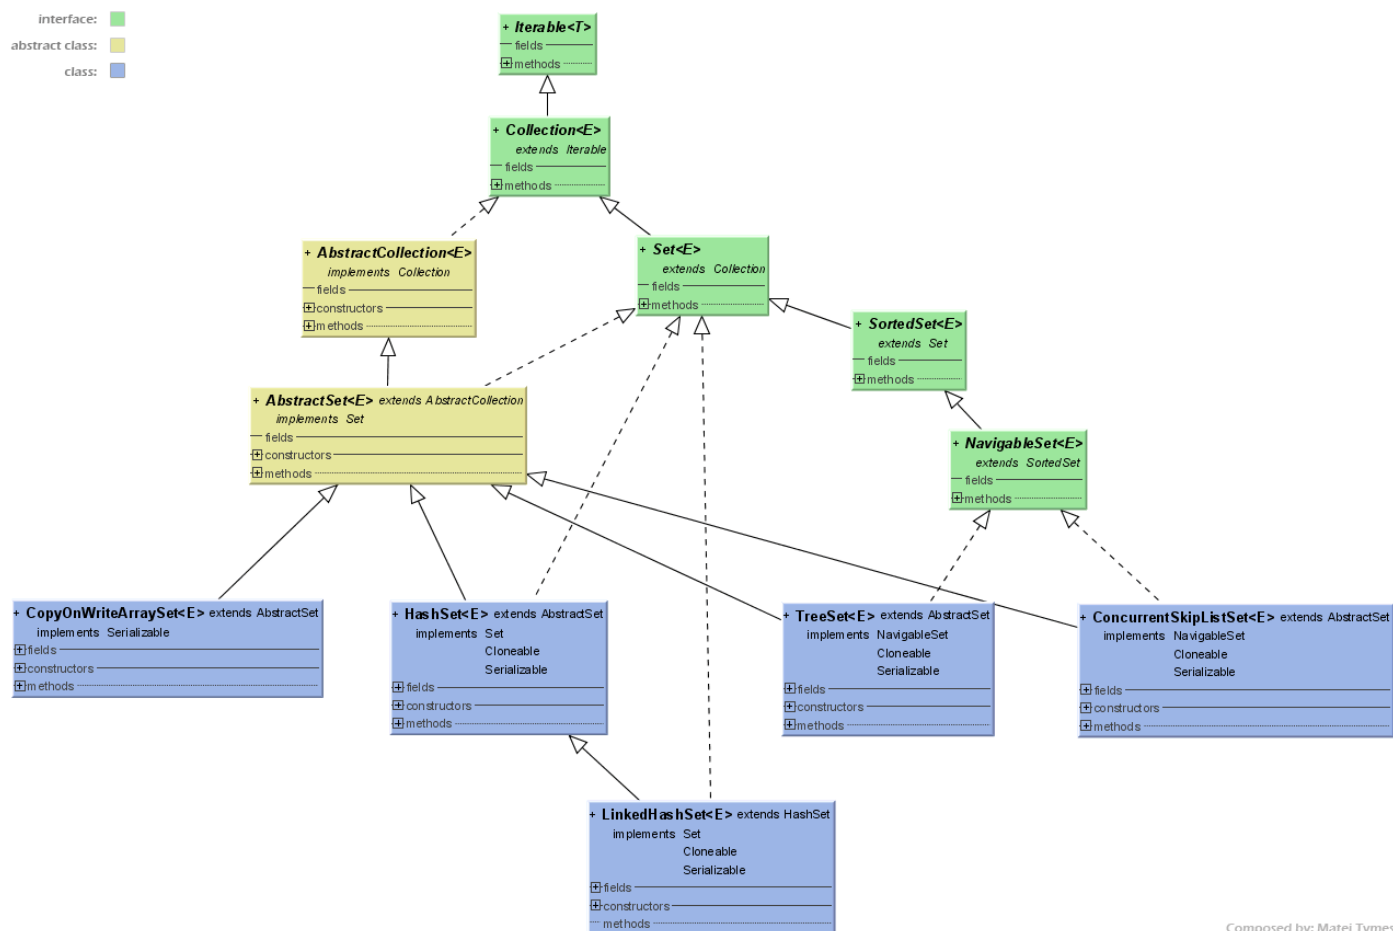 interface:
abstract class:
class:
+ Iterable<T>
fields
methods
+ Collection<E>
extends Iterable
fields
methods
+ AbstractCollection<E>
implements Collection
fields
constructors
methods
+ Set<E>
extends Collection
fields
methods
+ SortedSet<E>
extends Set
fields
methods
+ AbstractSet<E> extends AbstractCollection
implements Set
fields
constructors
methods
+ NavigableSet<E>
extends SortedSet
fields
methods
+ CopyOnWriteArraySet<E> extends AbstractSet
implements Serializable
fields
constructors
methods
+ HashSet<E> extends AbstractSet
implements Set
Cloneable
Serializable
fields
constructors
methods
+ TreeSet<E> extends AbstractSet
implements NavigableSet
Cloneable
Serializable
fields
constructors
methods
+ ConcurrentSkipListSet<E> extends AbstractSet
implements NavigableSet
Cloneable
Serializable
fields
constructors
methods
+ LinkedHashSet<E> extends HashSet
implements Set
Cloneable
Serializable
fields
constructors
methods
Composed by: Matej Tymes